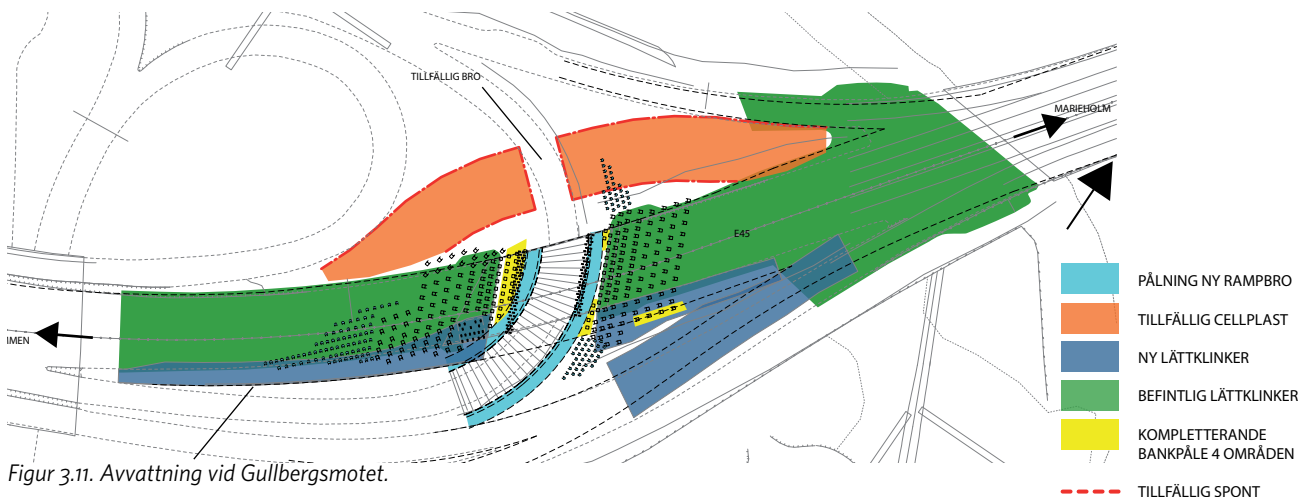 TILLFÄLLIG BRO
MARIEHOLM
E45
IMEN
PÅLNING NY RAMPBRO
TILLFÄLLIG CELLPLAST
NY LÄTTKLINKER
BEFINTLIG LÄTTKLINKER
KOMPLETTERANDE
BANKPÅLE 4 OMRÅDEN
TILLFÄLLIG SPONT
Figur 3.11. Avvattning vid Gullbergsmotet.